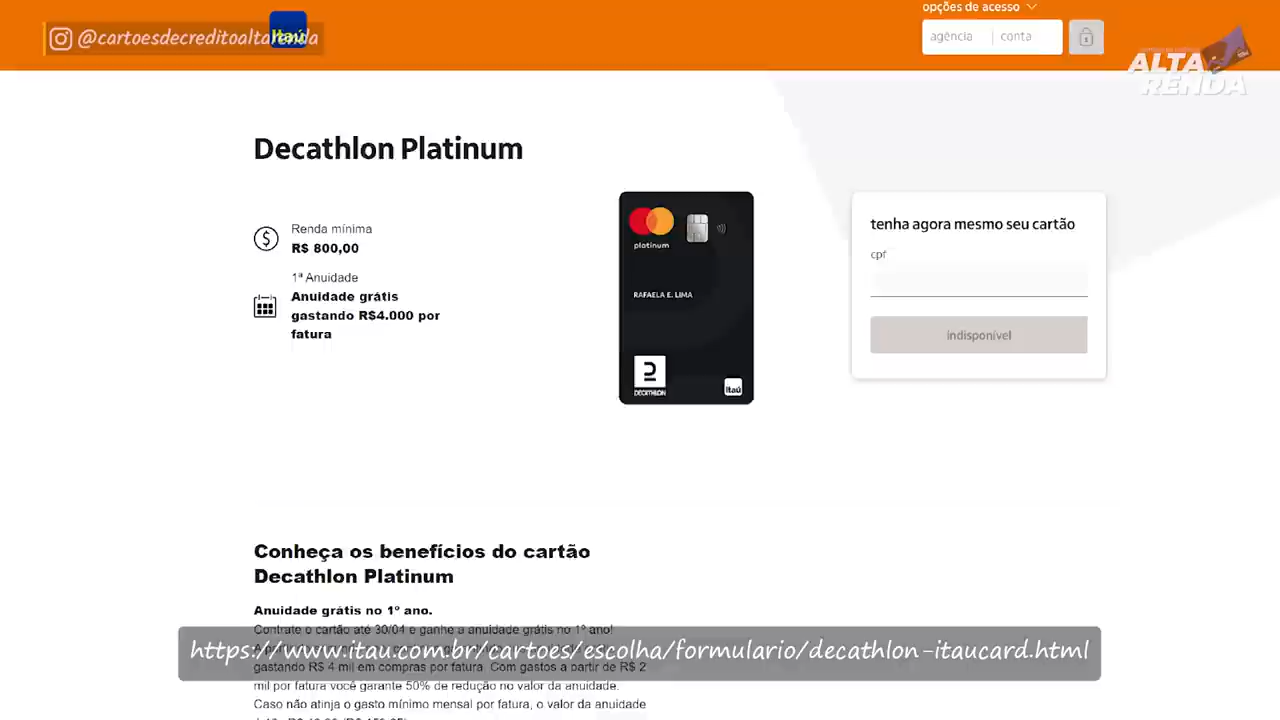 opções de acesso
@cartoesdecreditoaltarenda
itaú
agência
conta
ALTA
RENDA
Decathlon Platinum
Renda mínima
R$ 800,00
1ª Anuidade
Anuidade grátis
gastando R$4.000 por
fatura
platinum
RAFAELA E. LIMA
DECATHLON
itaú
tenha agora mesmo seu cartão
cpf
indisponível
Conheça os benefícios do cartão
Decathlon Platinum
Anuidade grátis no 1º ano.
Contrate o cartão até 30/04 e ganhe a anuidade grátis no 1º ano!
https://www.itau.com.br/cartoes/escolha/formulario/decathlon-itaucard.html
gastando R$ 4 mil em compras por fatura. Com gastos a partir de R$ 2
mil por fatura você garante 50% de redução no valor da anuidade.
Caso não atinja o gasto mínimo mensal por fatura, o valor da anuidade